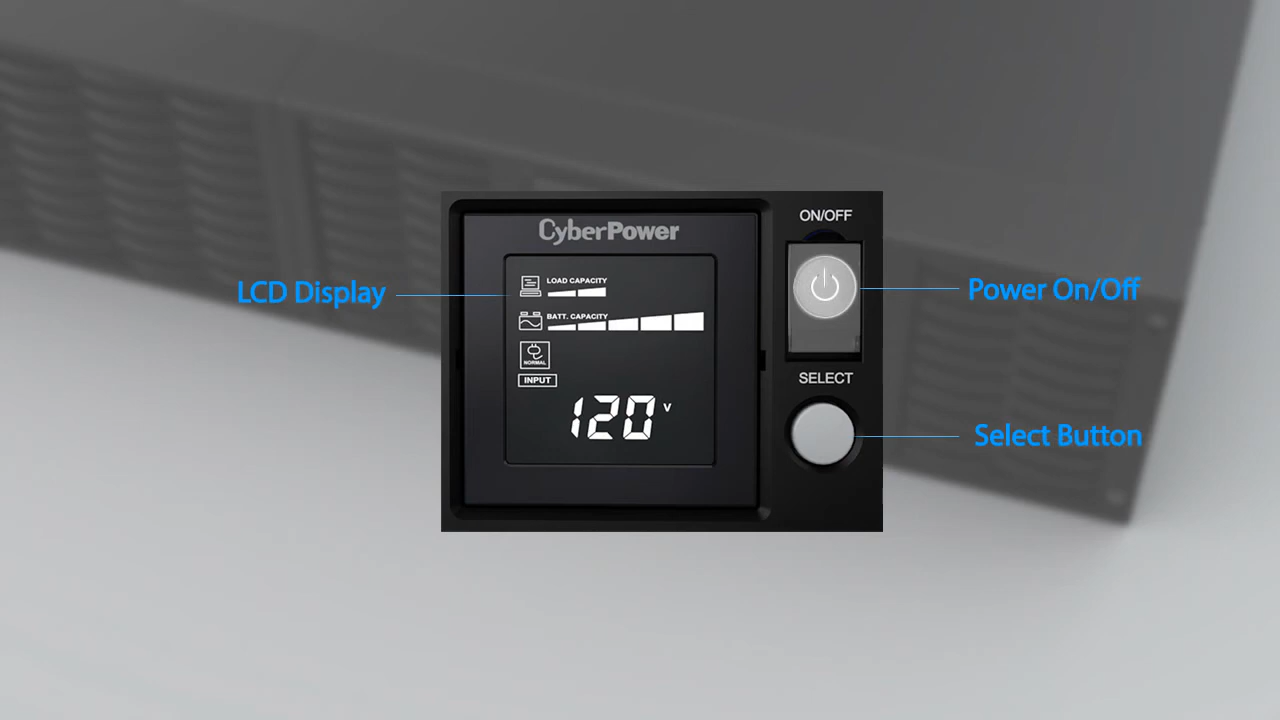 CyberPower
ON/OFF
LOAD CAPACITY
BATT. CAPACITY
NORMAL
INPUT
120 V
SELECT
LCD Display
Power On/Off
Select Button